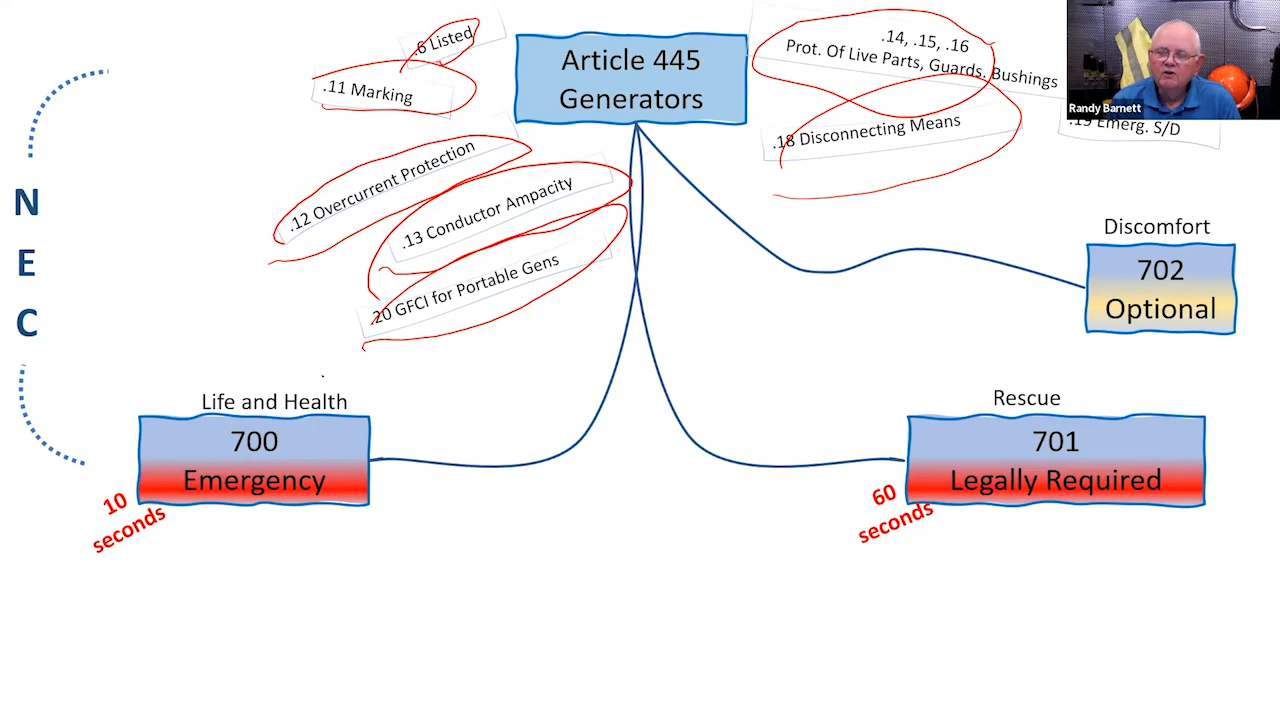 .6 Listed
Article 445
Generators
.14, .15, .16
Prot. Of Live Parts, Guards. Bushings
Randy Barnett
.11 Marking
.18 Disconnecting Means
.19 Emerg. S/D
.12 Overcurrent Protection
.13 Conductor Ampacity
.20 GFCI for Portable Gens
N
E
C
Discomfort
702
Optional
Life and Health
700
Emergency
10
seconds
Rescue
701
Legally Required
60
seconds